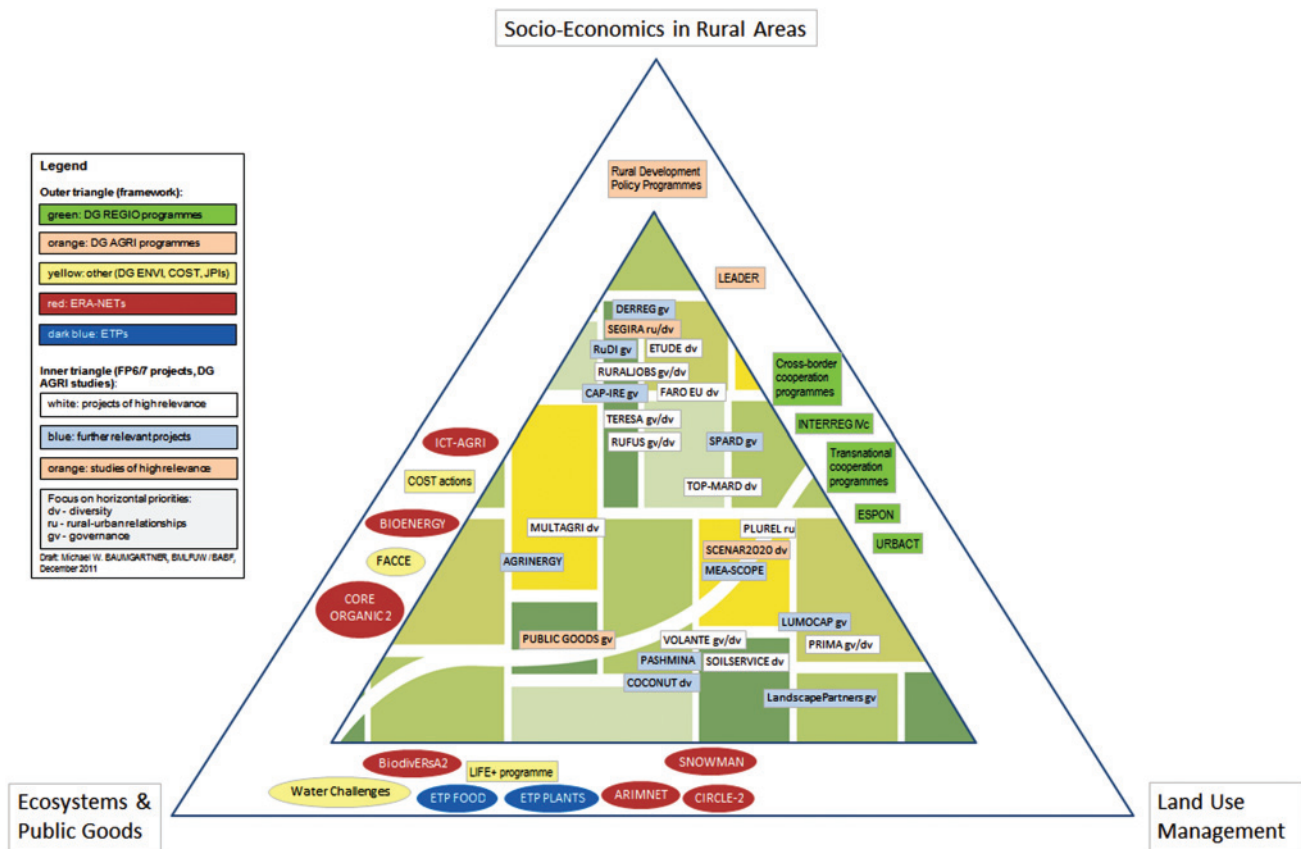 Socio-Economics in Rural Areas
Legend
Outer triangle (framework):
green: DG REGIO programmes
orange: DG AGRI programmes
yellow: other (DG ENVI, COST, JPIs)
red: ERA-NETs
dark blue: ETPs
Inner triangle (FP6/7 projects, DG
AGRI studies):
white: projects of high relevance
blue: further relevant projects
orange: studies of high relevance
Focus on horizontal priorities:
dv - diversity
ru - rural-urban relationships
gv - governance
Draft: Michael W. BAUMGARTNER, BMLFUW / BABF,
December 2011
Rural Development
Policy Programmes
LEADER
DERREG gv
SEGIRA ru/dv
RuDI gv
ETUDE dv
RURALJOBS gv/dv
CAP-IRE gv
FARO EU dv
TERESA gv/dv
RUFUS gv/dv
SPARD gv
TOP-MARD dv
Cross-border
cooperation
programmes
INTERREG IVc
Transnational
cooperation
programmes
ESPON
URBACT
ICT-AGRI
COST actions
BIOENERGY
FACCE
CORE
ORGANIC 2
MULTAGRI dv
AGRINERGY
PLUREL ru
SCENAR2020 dv
MEA-SCOPE
LUMOCAP gv
PRIMA gv/dv
PUBLIC GOODS gv
VOLANTE gv/dv
PASHMINA
SOILSERVICE dv
COCONUT dv
LandscapePartners gv
BiodivERsA2
LIFE+ programme
SNOWMAN
Water Challenges
ETP FOOD
ETP PLANTS
ARIMNET
CIRCLE-2
Ecosystems &
Public Goods
Land Use
Management